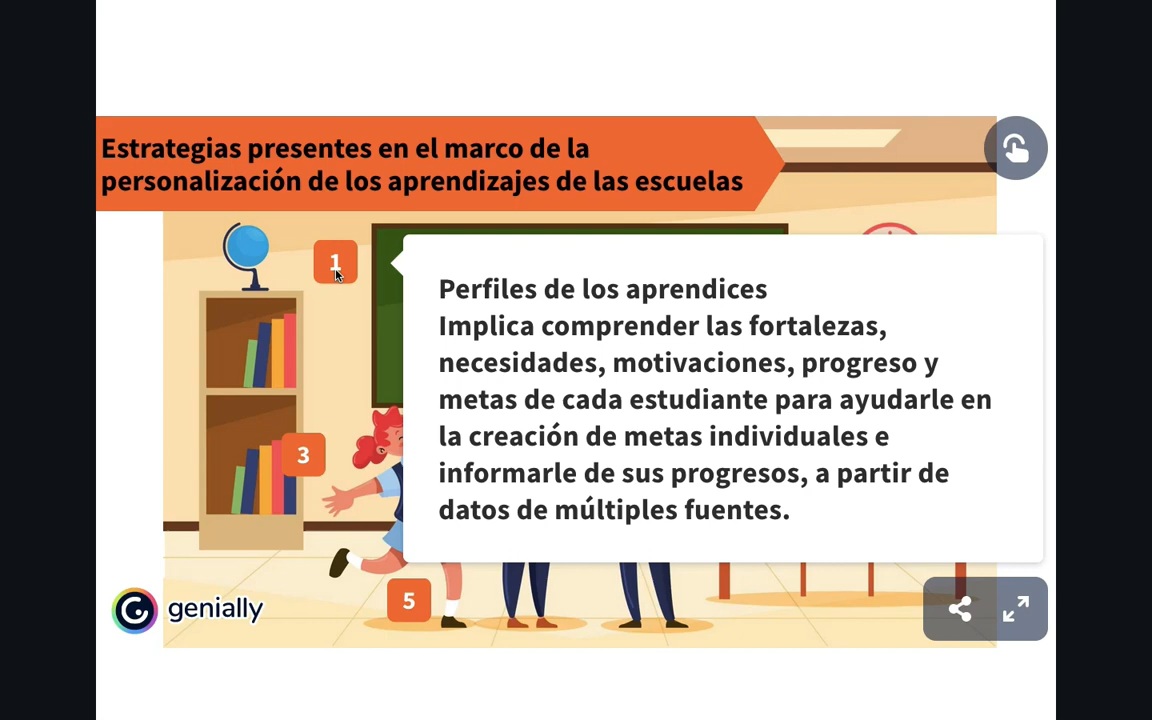 Estrategias presentes en el marco de la
personalización de los aprendizajes de las escuelas
1
Perfiles de los aprendices
Implica comprender las fortalezas,
necesidades, motivaciones, progreso y
metas de cada estudiante para ayudarle en
la creación de metas individuales e
informarle de sus progresos, a partir de
datos de múltiples fuentes.
3
5
genially